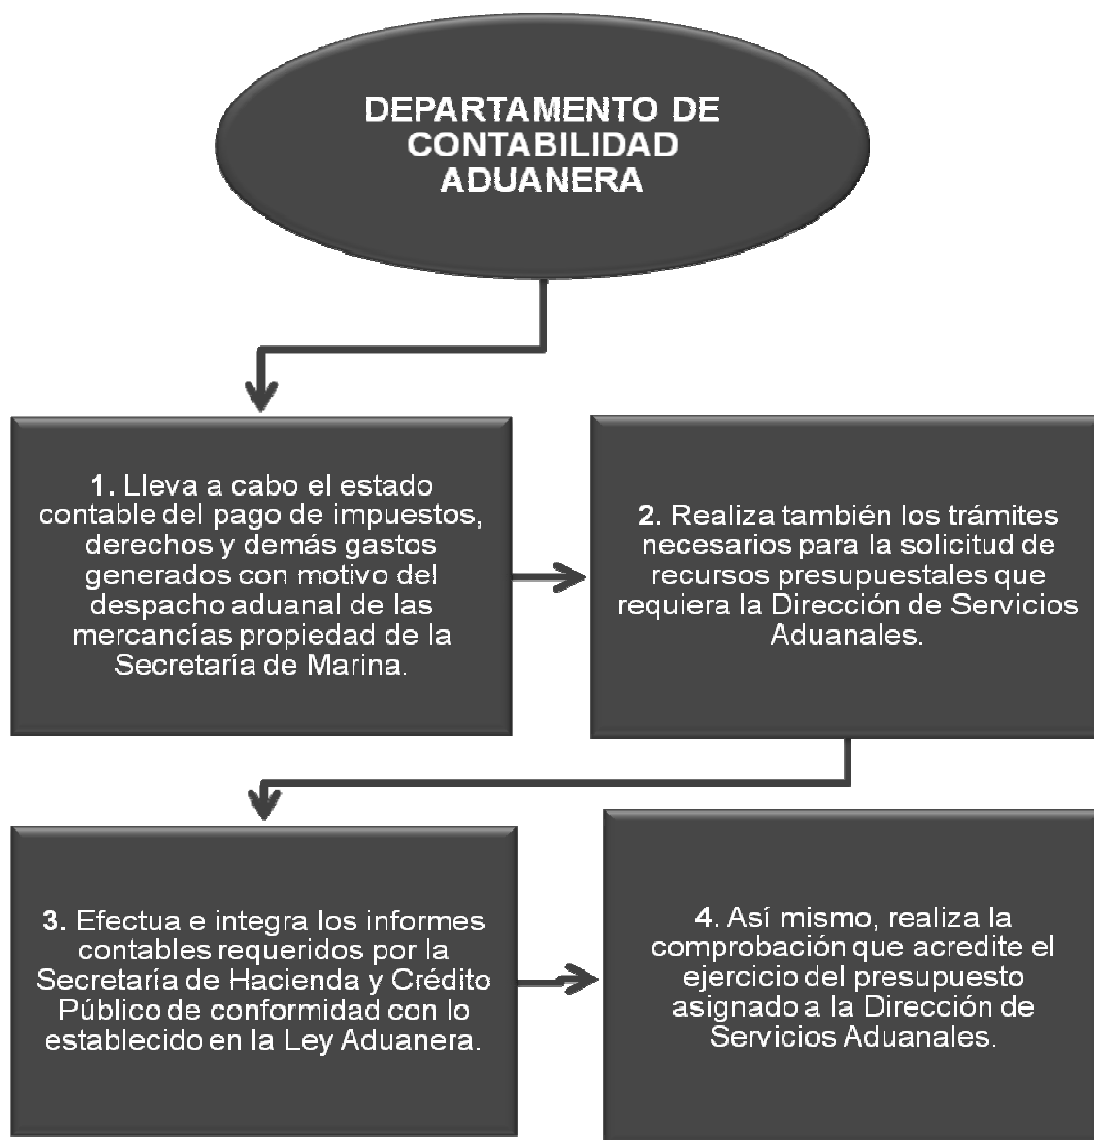 DEPARTAMENTO DE
CONTABILIDAD
ADUANERA
1. Lleva a cabo el estado
contable del pago de impuestos,
derechos y demás gastos
generados con motivo del
despacho aduanal de las
mercancías propiedad de la
Secretaría de Marina.
2. Realiza también los trámites
necesarios para la solicitud de
recursos presupuestales que
requiera la Dirección de Servicios
Aduanales.
3. Efectua e integra los informes
contables requeridos por la
Secretaría de Hacienda y Crédito
Público de conformidad con lo
establecido en la Ley Aduanera.
4. Así mismo, realiza la
comprobación que acredite el
ejercicio del presupuesto
asignado a la Dirección de
Servicios Aduanales.